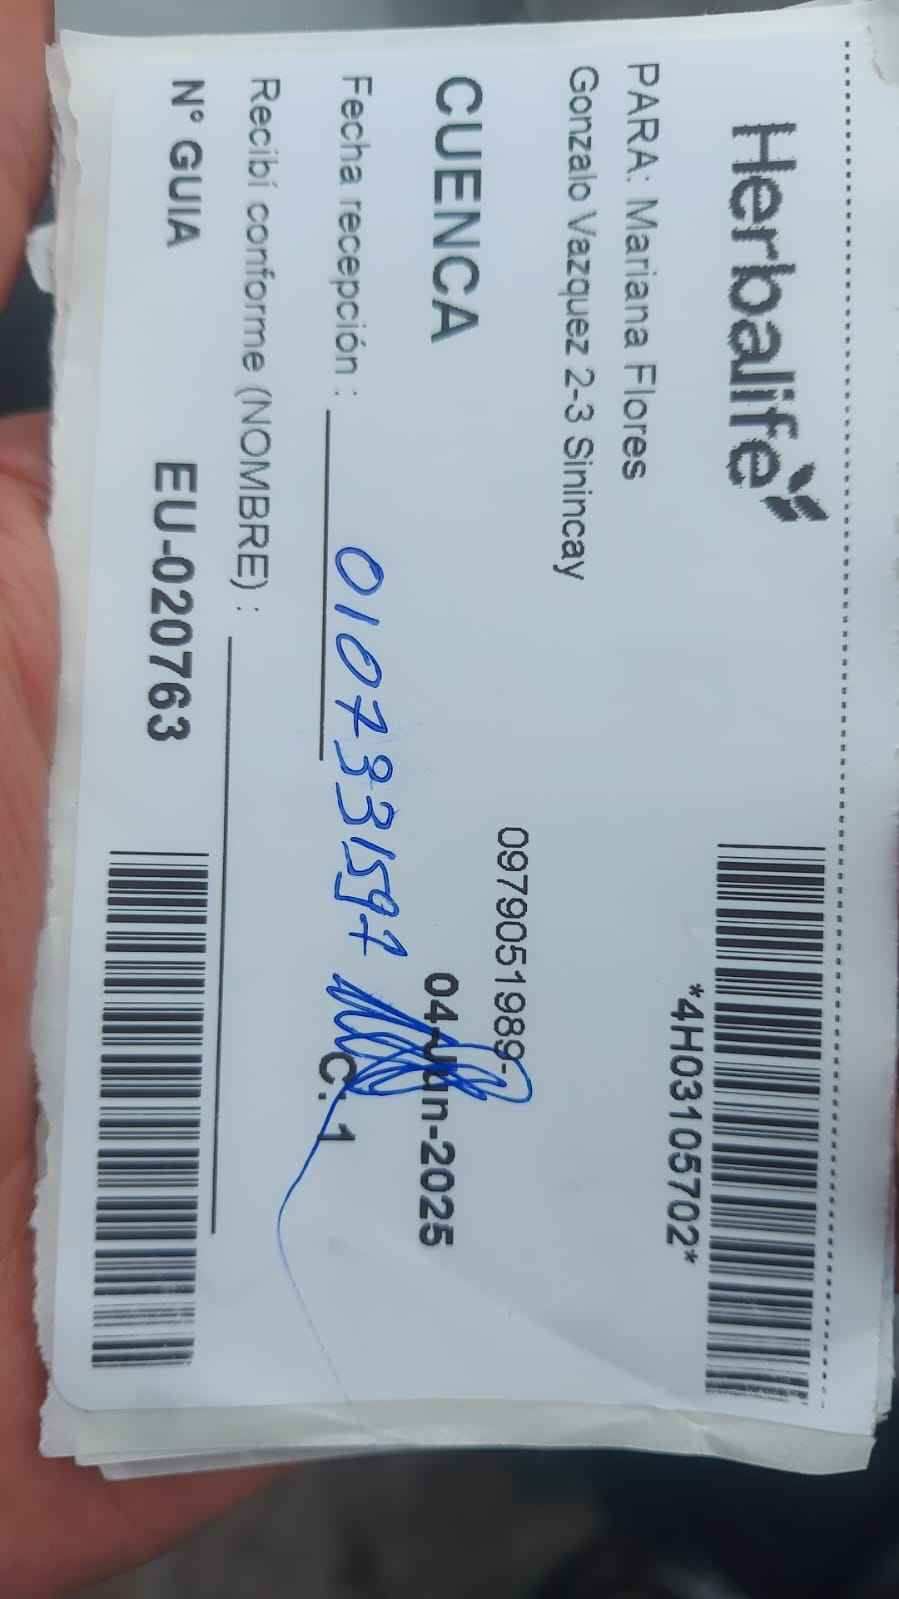 Herbalife
*4H03105702*
PARA: Mariana Flores
Gonzalo Vazquez 2-3 Sinincay
0979051989-
CUENCA 04-Jun-2025
Fecha recepción : 0107331597 C: 1
Recibí conforme (NOMBRE) :
N° GUIA EU-020763